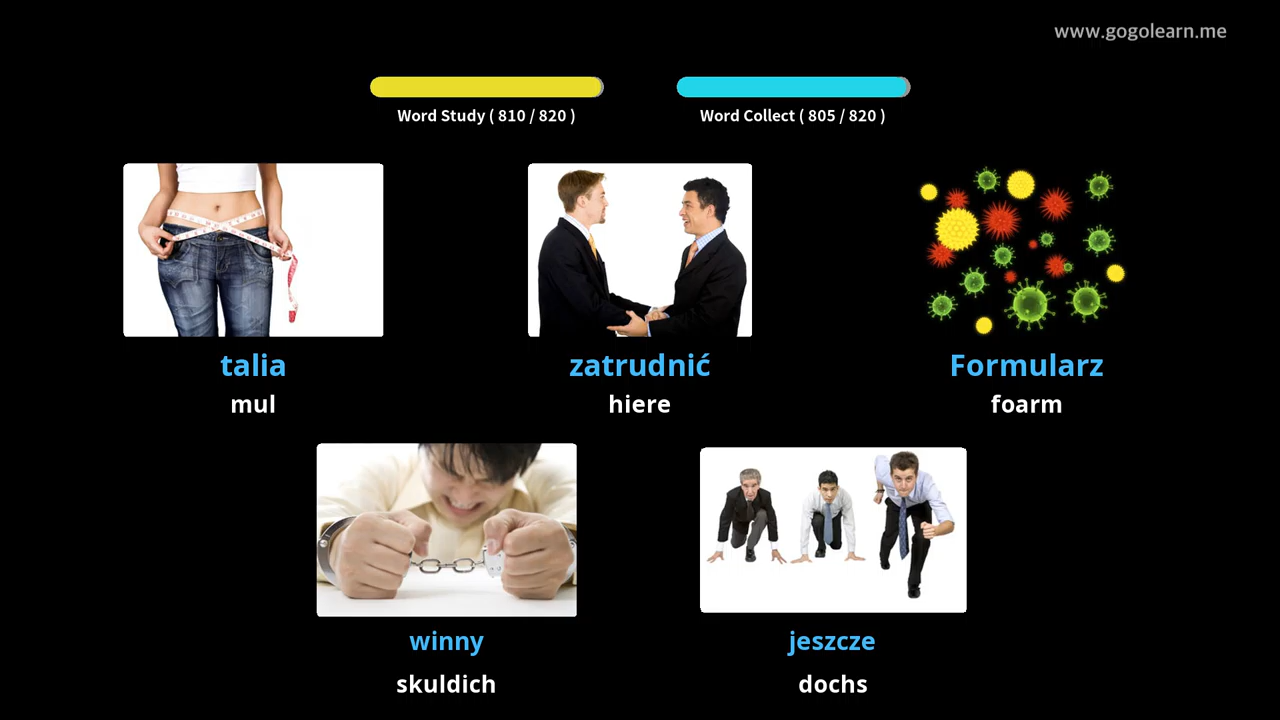 www.gogolearn.me
Word Study ( 810 / 820 )
Word Collect ( 805 / 820 )
talia
mul
zatrudnić
hiere
Formularz
foarm
winny
skuldich
jeszcze
dochs